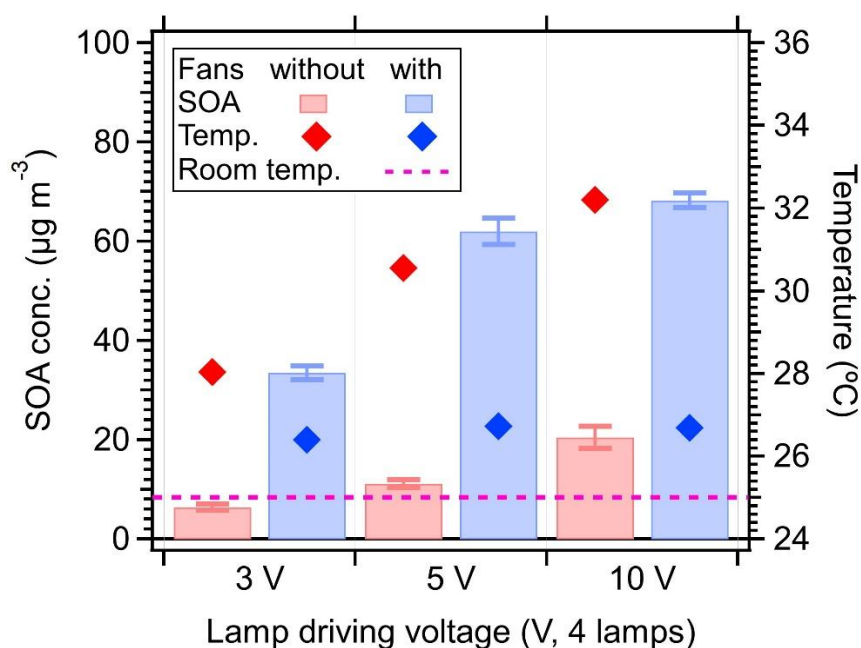 100
80
60
40
20
0
SOA conc. (µg m-3)
Fans without with
SOA
Temp.
Room temp.
36
34
32
30
28
26
24
Temperature (ºC)
3 V 5 V 10 V
Lamp driving voltage (V, 4 lamps)